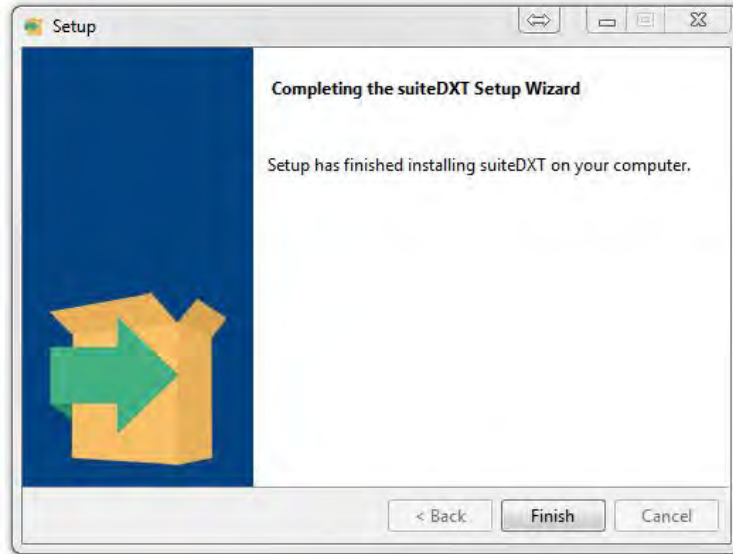 Setup
Completing the suiteDXT Setup Wizard
Setup has finished installing suiteDXT on your computer.
< Back
Finish
Cancel